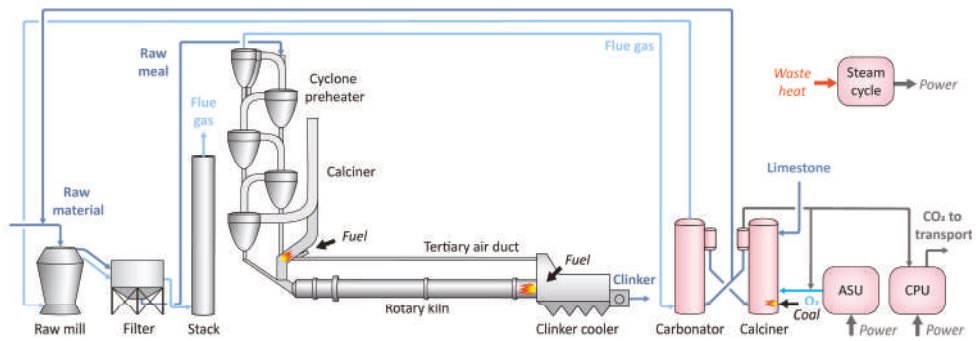 Flue gas
Raw
meal
Cyclone
preheater
Waste
heat
Steam
cycle
Power
Flue
gas
Calciner
Limestone
Raw
material
CO₂ to
transport
Fuel
Tertiary air duct
Fuel
Clinker
O₂
ASU
CPU
Coal
Rotary kiln
Raw mill
Filter
Stack
Clinker cooler
Carbonator
Calciner
Power
Power